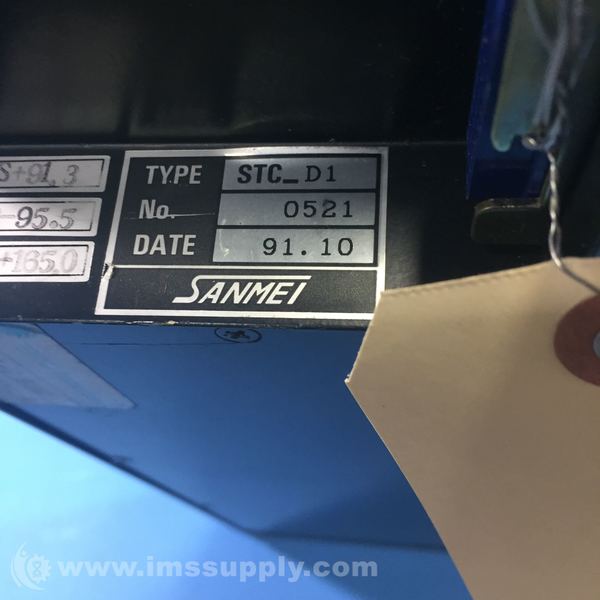 S+91.3
-95.5
+165.0
TYPE STC_D1
No. 0521
DATE 91.10
SANMEI
www.imssupply.com